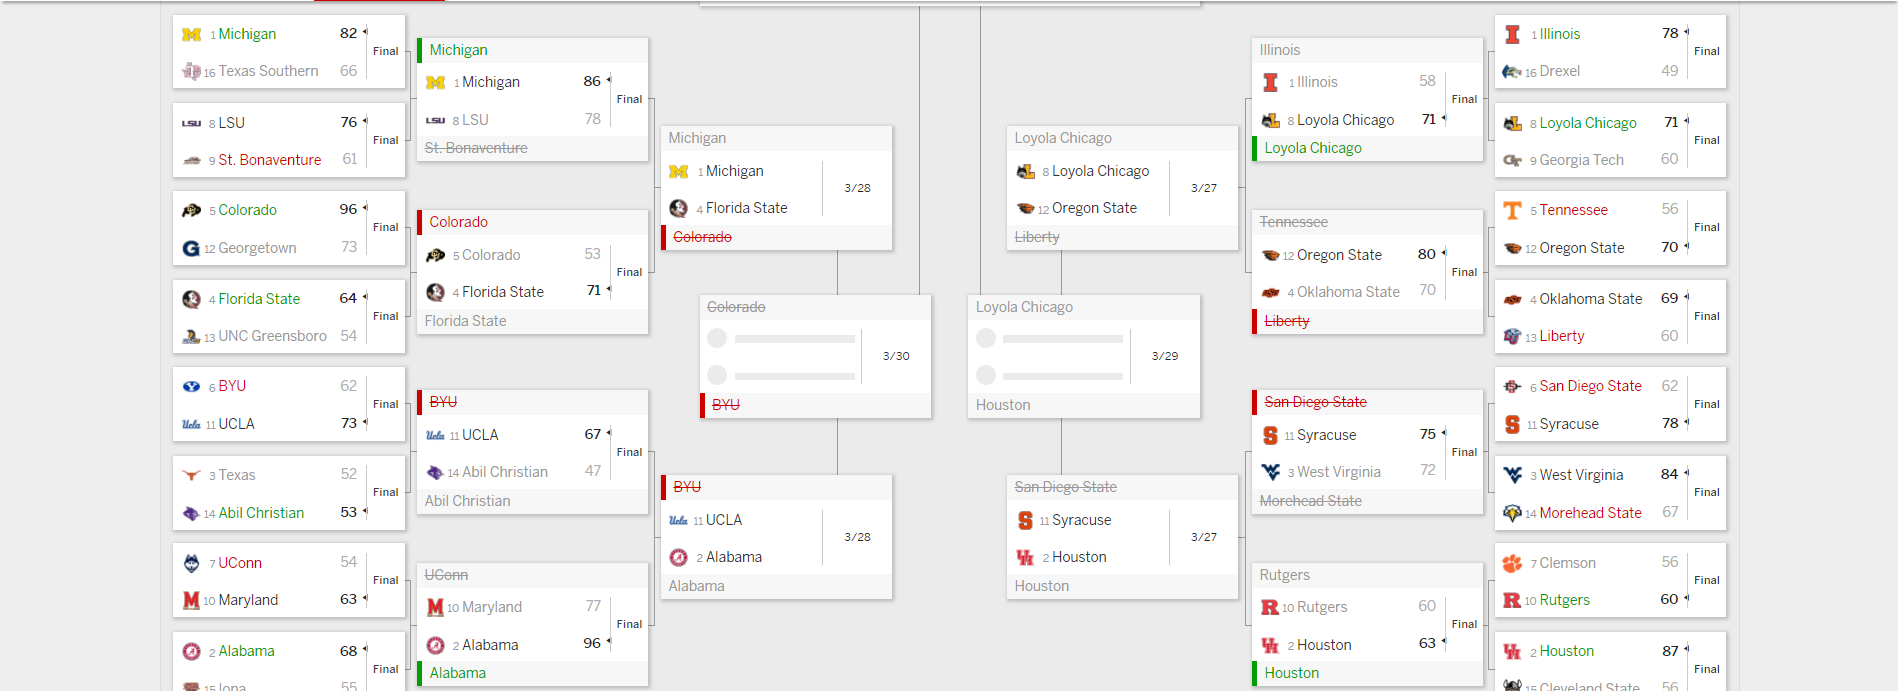 1 Michigan 82
16 Texas Southern 66
Final
8 LSU 76
9 St. Bonaventure 61
Final
5 Colorado 96
12 Georgetown 73
Final
4 Florida State 64
13 UNC Greensboro 54
Final
6 BYU 62
11 UCLA 73
Final
3 Texas 52
14 Abil Christian 53
Final
7 UConn 54
10 Maryland 63
Final
2 Alabama 68
15 Iona 55
Final
Michigan
1 Michigan 86
8 LSU 78
Final
St. Bonaventure
Colorado
5 Colorado 53
4 Florida State 71
Final
Florida State
BYU
11 UCLA 67
14 Abil Christian 47
Final
Abil Christian
UConn
10 Maryland 77
2 Alabama 96
Final
Alabama
Michigan
1 Michigan
4 Florida State
3/28
Colorado
BYU
11 UCLA
2 Alabama
3/28
Alabama
Colorado
3/30
BYU
Loyola Chicago
3/29
Houston
Loyola Chicago
8 Loyola Chicago
12 Oregon State
3/27
Liberty
San Diego State
11 Syracuse
2 Houston
3/27
Houston
Illinois
1 Illinois 58
8 Loyola Chicago 71
Final
Loyola Chicago
Tennessee
12 Oregon State 80
4 Oklahoma State 70
Final
Liberty
San Diego State
11 Syracuse 75
3 West Virginia 72
Final
Morehead State
Rutgers
10 Rutgers 60
2 Houston 63
Final
Houston
1 Illinois 78
16 Drexel 49
Final
8 Loyola Chicago 71
9 Georgia Tech 60
Final
5 Tennessee 56
12 Oregon State 70
Final
4 Oklahoma State 69
13 Liberty 60
Final
6 San Diego State 62
11 Syracuse 78
Final
3 West Virginia 84
14 Morehead State 67
Final
7 Clemson 56
10 Rutgers 60
Final
2 Houston 87
15 Cleveland State 56
Final